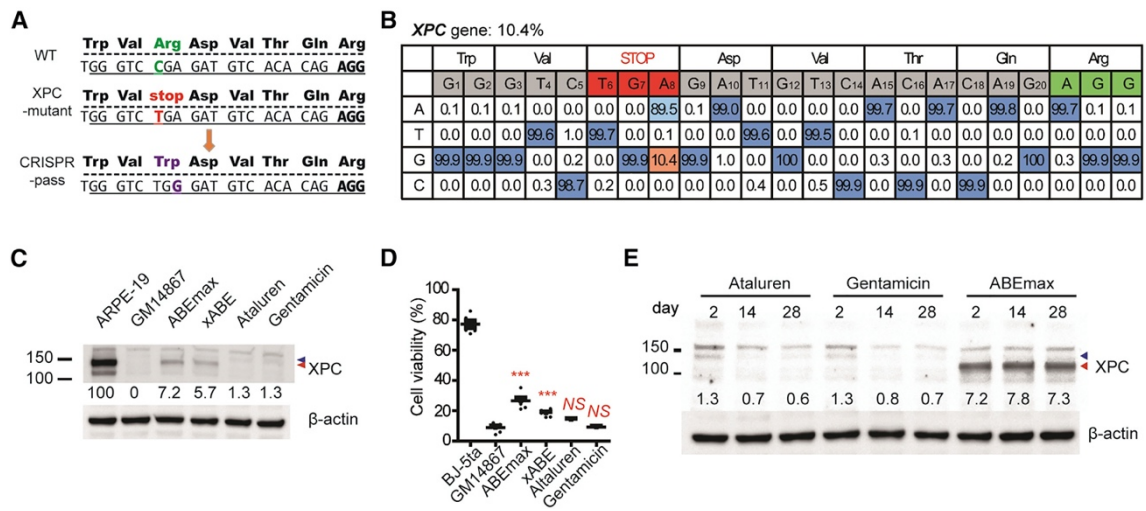 A
WT
Trp Val Arg Asp Val Thr Gln Arg
TGG GTC CGA GAT GTC ACA CAG AGG
XPC
-mutant
Trp Val stop Asp Val Thr Gln Arg
TGG GTC TGA GAT GTC ACA CAG AGG
CRISPR
-pass
Trp Val Trp Asp Val Thr Gln Arg
TGG GTC TGG GAT GTC ACA CAG AGG
B
XPC gene: 10.4%
Trp Val STOP Asp Val Thr Gln Arg
G1 G2 G3 T4 C5 T6 G7 A8 G9 A10 T11 G12 T13 C14 A15 C16 A17 C18 A19 G20 A G G
A 0.1 0.1 0.1 0.0 0.1 0.0 0.0 89.5 0.1 99.0 0.0 0.0 0.0 0.0 99.7 0.0 99.7 0.0 99.8 0.0 99.7 0.1 0.1
T 0.0 0.0 0.0 99.6 1.0 99.7 0.0 0.1 0.0 0.0 99.6 0.0 99.5 0.0 0.0 0.1 0.0 0.0 0.0 0.0 0.0 0.0 0.0
G 99.9 99.9 99.9 0.0 0.2 0.0 99.9 10.4 99.9 1.0 0.0 100 0.0 0.0 0.3 0.0 0.3 0.0 0.2 100 0.3 99.9 99.9
C 0.0 0.0 0.0 0.3 98.7 0.2 0.0 0.0 0.0 0.0 0.4 0.0 0.5 99.9 0.0 99.9 0.0 99.9 0.0 0.0 0.0 0.0 0.0
C
ARPE-19 GM14867 ABEmax xABE Ataluren Gentamicin
150
100
XPC
100 0 7.2 5.7 1.3 1.3
β-actin
D
Cell viability (%)
100
80
60
40
20
0
*** *** NS NS
BJ-5ta GM14867 ABEmax xABE Altaluren Gentamicin
E
Ataluren Gentamicin ABEmax
day 2 14 28 2 14 28 2 14 28
150
100
XPC
1.3 0.7 0.6 1.3 0.8 0.7 7.2 7.8 7.3
β-actin